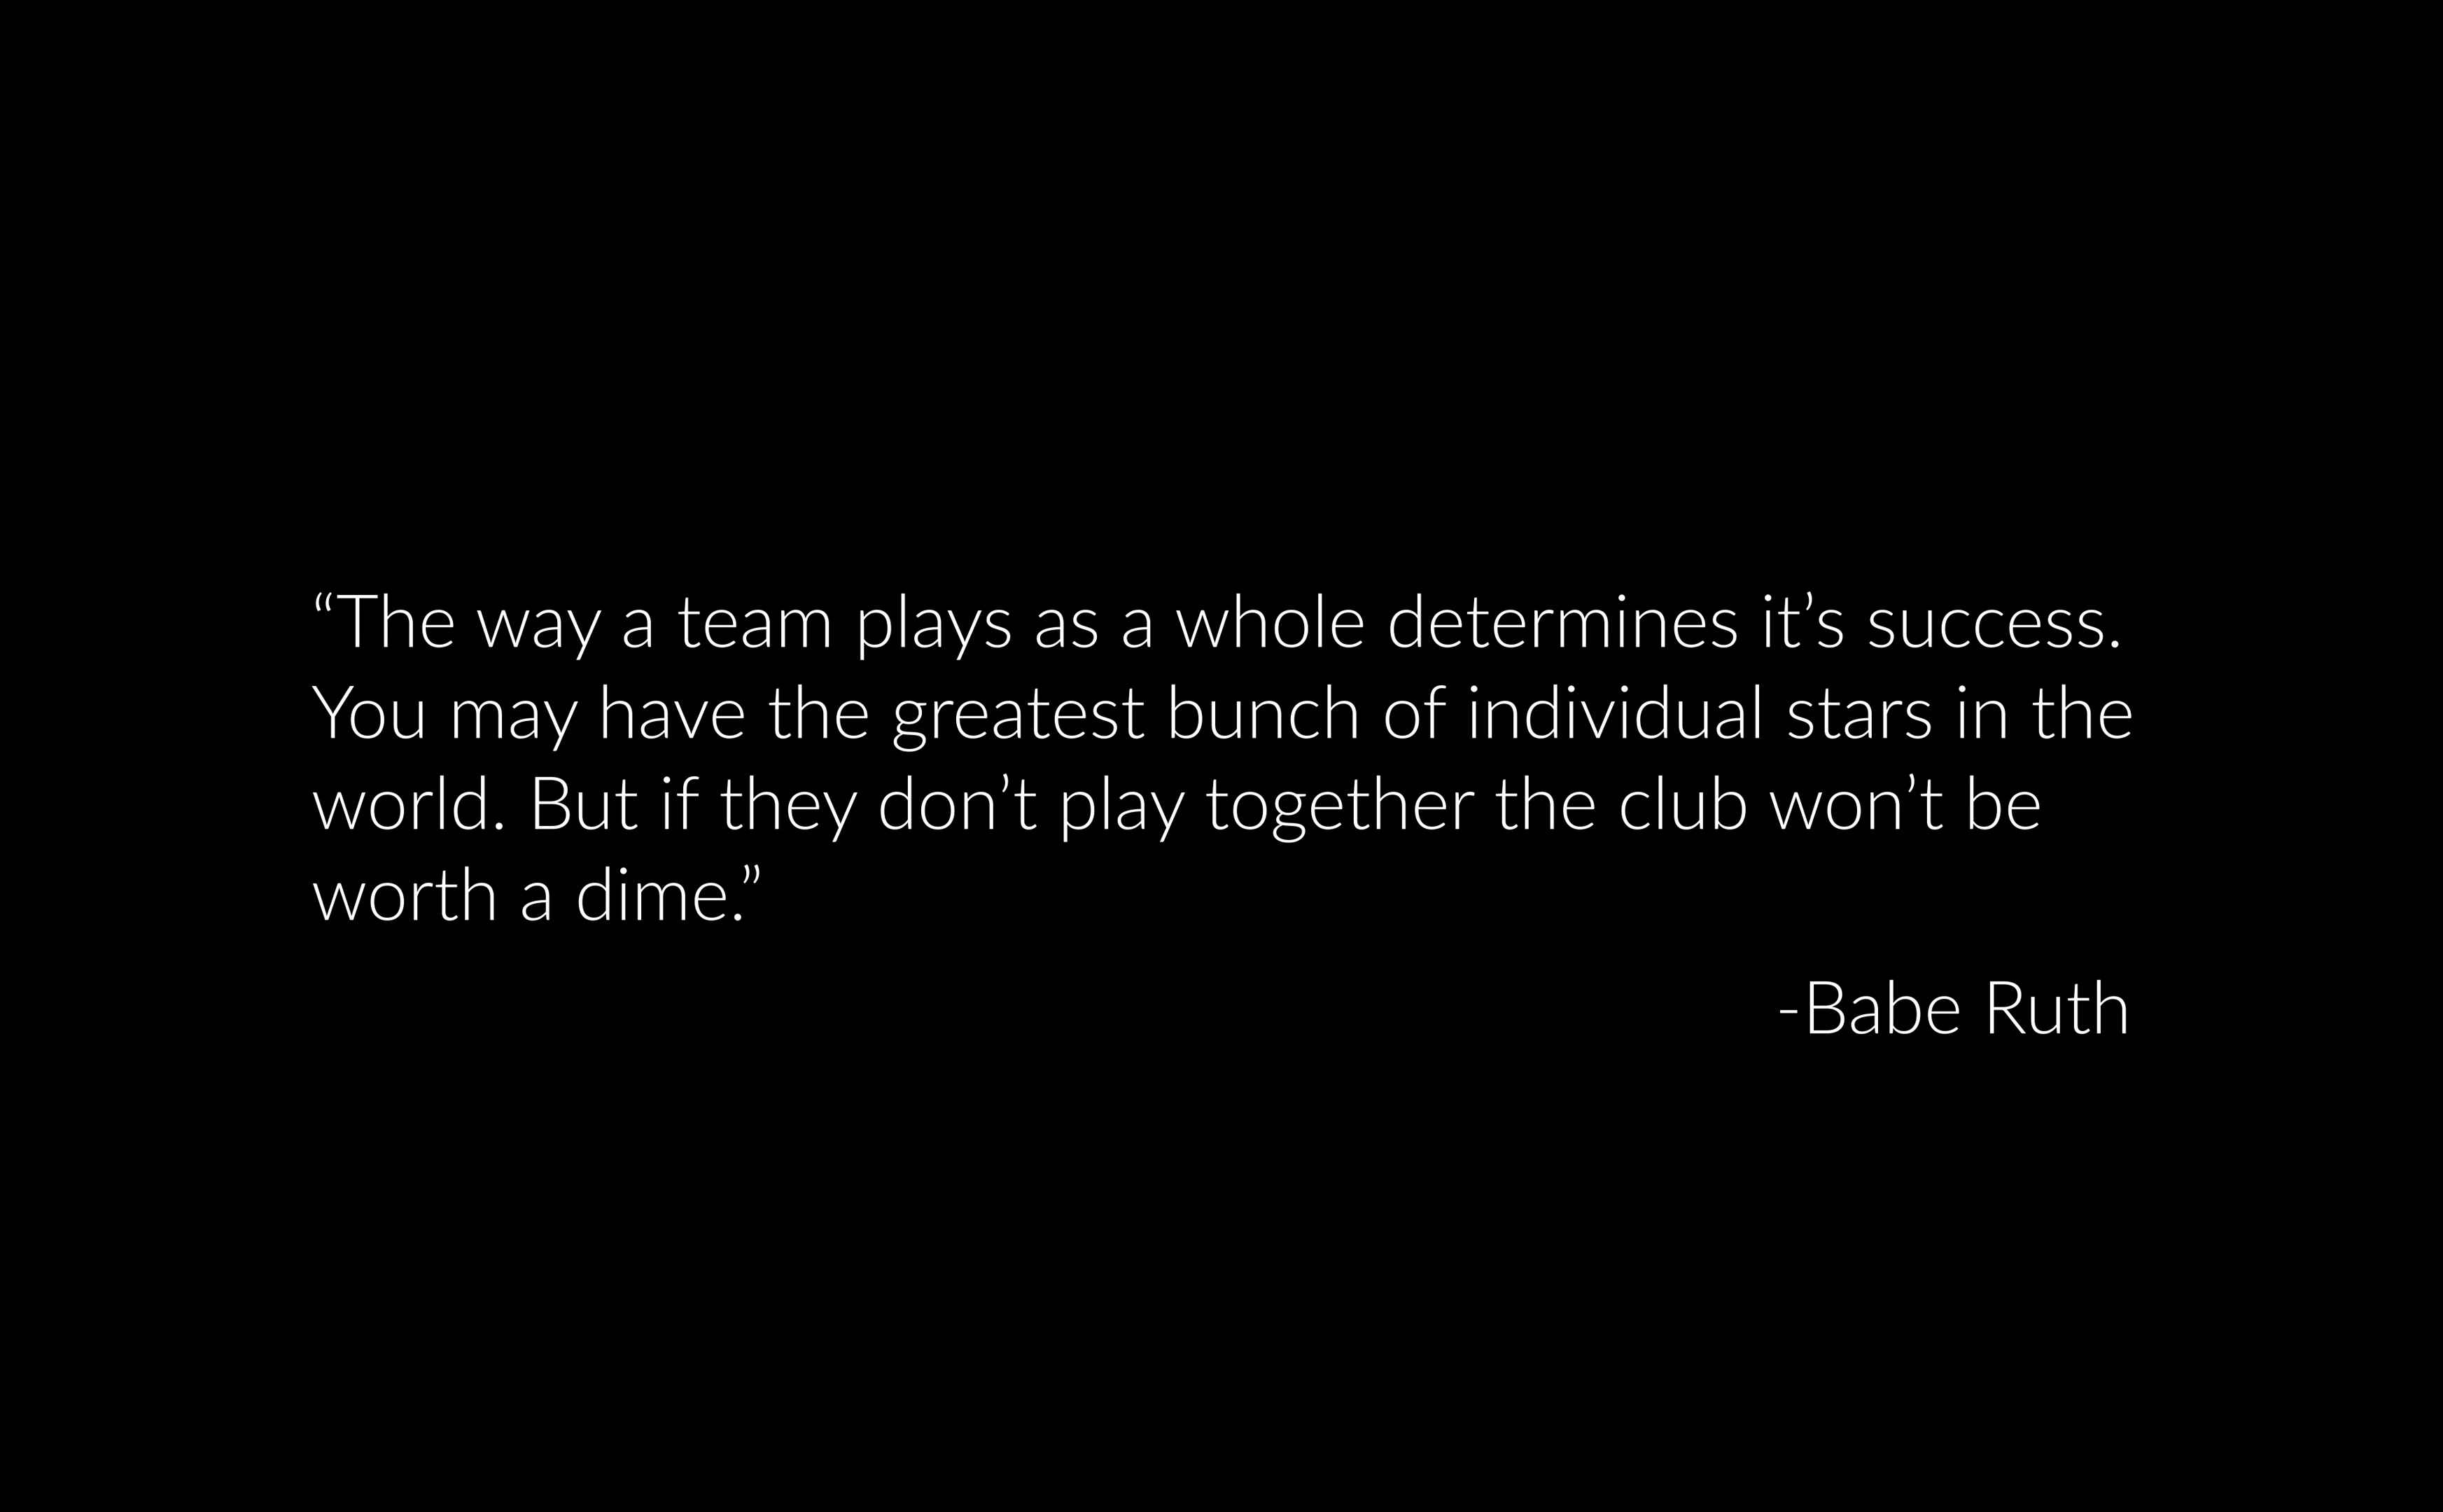 “The way a team plays as a whole determines it’s success.
You may have the greatest bunch of individual stars in the
world. But if they don’t play together the club won’t be
worth a dime.”
-Babe Ruth